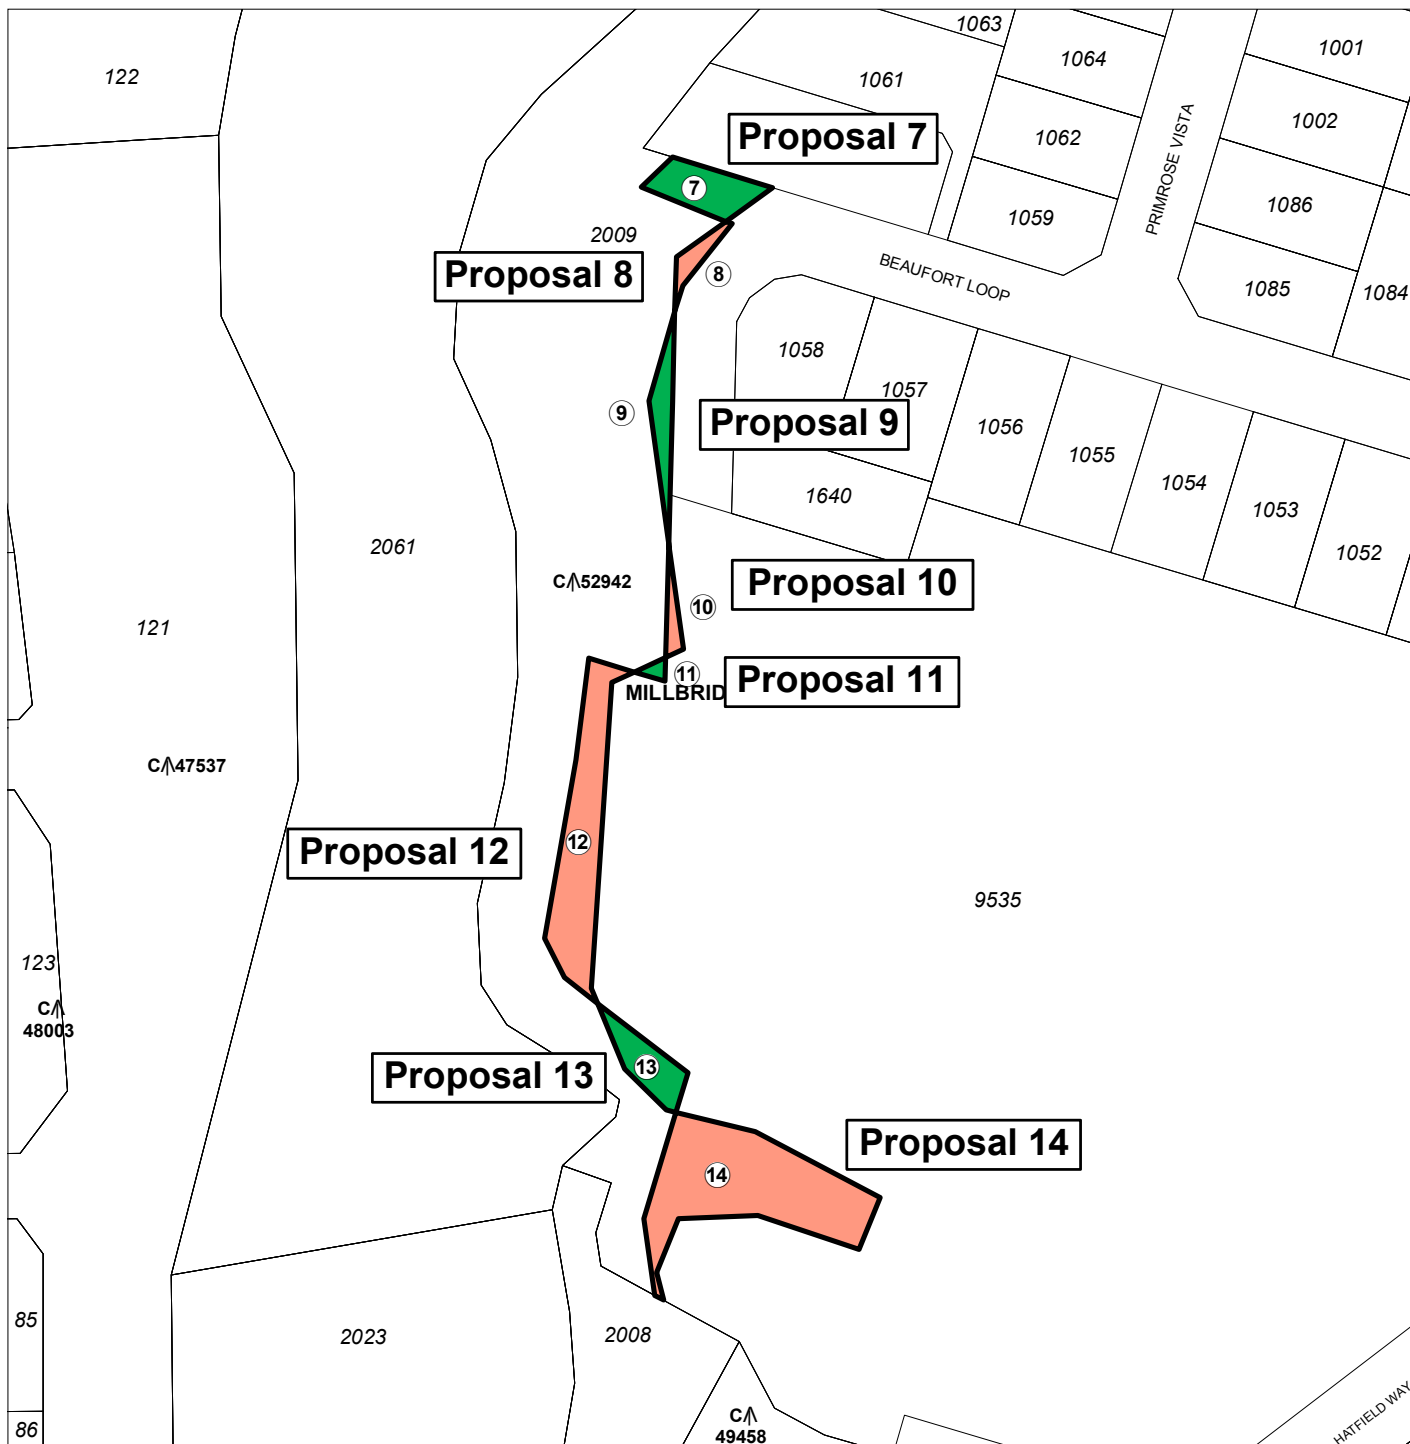 1063
1064
1001
122
1061
1002
Proposal 7
1062
PRIMROSE VISTA
7
1086
1059
2009
Proposal 8
8
BEAUFORT LOOP
1085
1084
1058
1057
9
Proposal 9
1056
1055
1054
1640
1053
1052
2061
C 52942
Proposal 10
10
121
11
Proposal 11
MILLBRID
C 47537
12
Proposal 12
9535
123
C
48003
13
Proposal 13
Proposal 14
14
85
2023
2008
HATFIELD WAY
C
49458
86